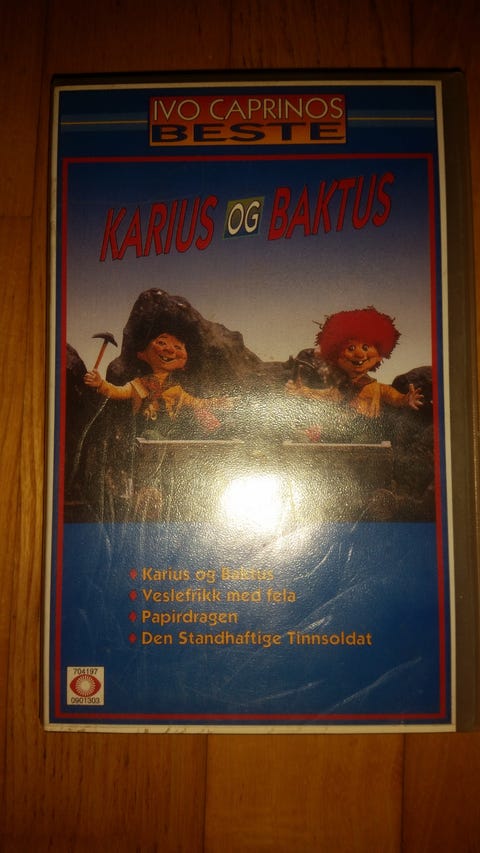 IVO CAPRINOS
BESTE
KARIUS OG BAKTUS
♦ Karius og Baktus
♦ Veslefrikk med fela
♦ Papirdragen
♦ Den Standhaftige Tinnsoldat
704197
0901303